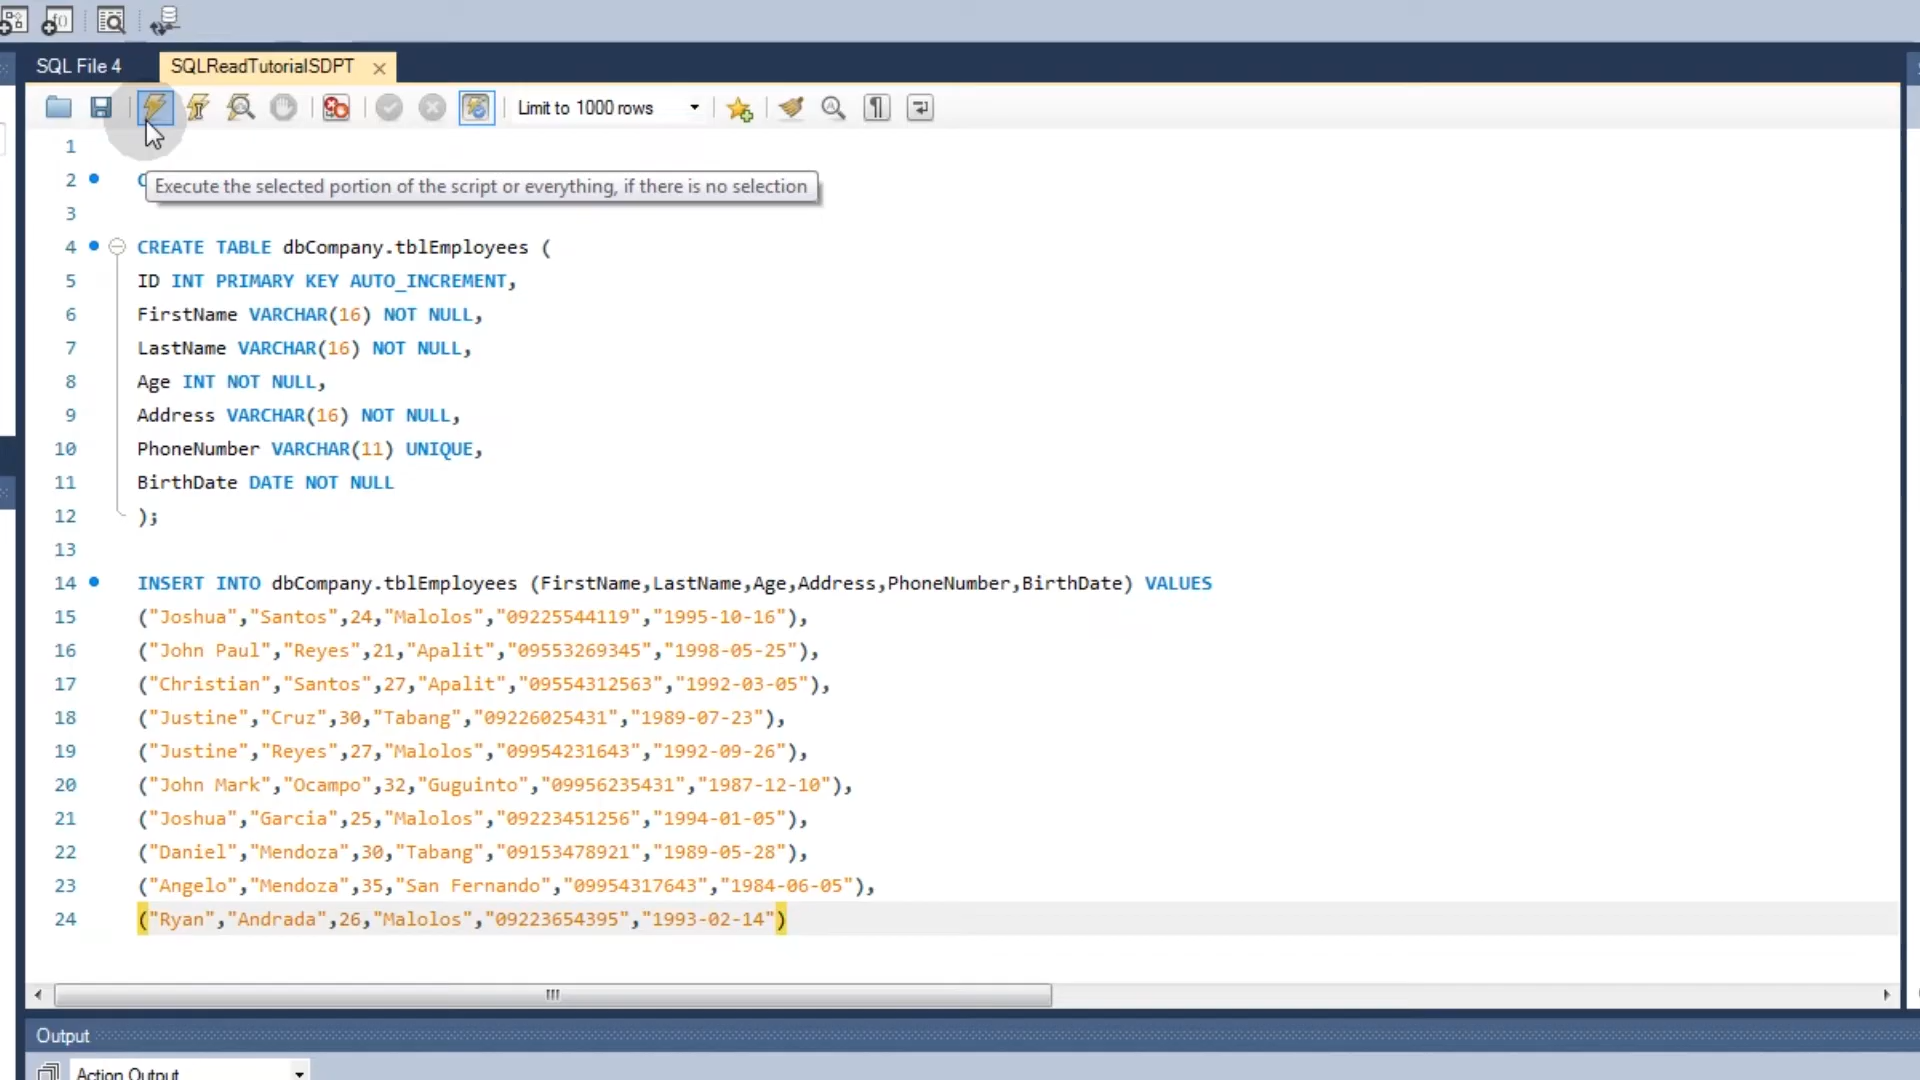 SQL File 4
SQLReadTutorialSDPT
Limit to 1000 rows
1
2
Execute the selected portion of the script or everything, if there is no selection
3
4 CREATE TABLE dbCompany.tblEmployees (
5 ID INT PRIMARY KEY AUTO_INCREMENT,
6 FirstName VARCHAR(16) NOT NULL,
7 LastName VARCHAR(16) NOT NULL,
8 Age INT NOT NULL,
9 Address VARCHAR(16) NOT NULL,
10 PhoneNumber VARCHAR(11) UNIQUE,
11 BirthDate DATE NOT NULL
12 );
13
14 INSERT INTO dbCompany.tblEmployees (FirstName,LastName,Age,Address,PhoneNumber,BirthDate) VALUES
15 ("Joshua","Santos",24,"Malolos","09225544119","1995-10-16"),
16 ("John Paul","Reyes",21,"Apalit","09553269345","1998-05-25"),
17 ("Christian","Santos",27,"Apalit","09554312563","1992-03-05"),
18 ("Justine","Cruz",30,"Tabang","09226025431","1989-07-23"),
19 ("Justine","Reyes",27,"Malolos","09954231643","1992-09-26"),
20 ("John Mark","Ocampo",32,"Guguinto","09956235431","1987-12-10"),
21 ("Joshua","Garcia",25,"Malolos","09223451256","1994-01-05"),
22 ("Daniel","Mendoza",30,"Tabang","09153478921","1989-05-28"),
23 ("Angelo","Mendoza",35,"San Fernando","09954317643","1984-06-05"),
24 ("Ryan","Andrada",26,"Malolos","09223654395","1993-02-14")
Output
Action Output